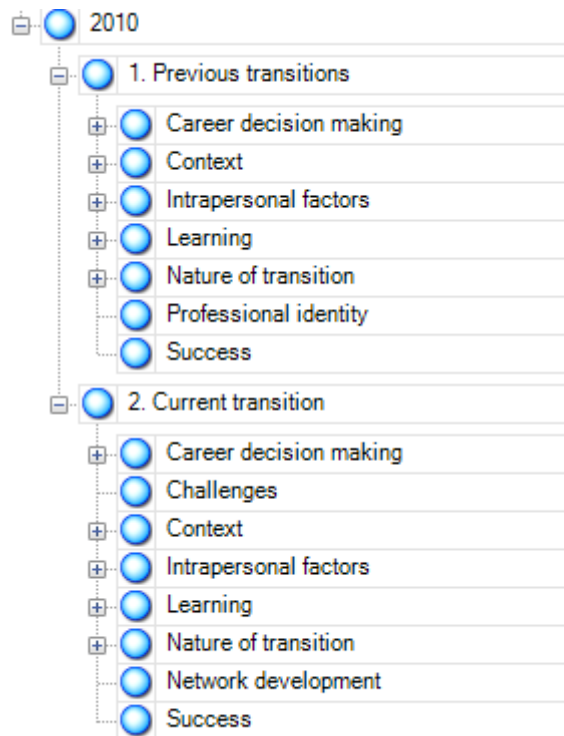 2010
1. Previous transitions
Career decision making
Context
Intrapersonal factors
Learning
Nature of transition
Professional identity
Success
2. Current transition
Career decision making
Challenges
Context
Intrapersonal factors
Learning
Nature of transition
Network development
Success